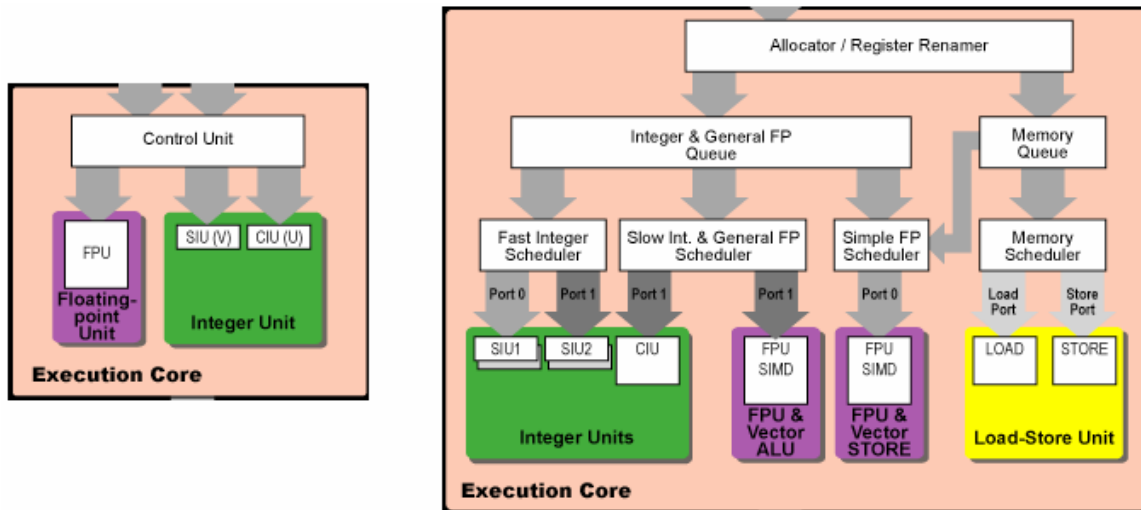 Control Unit
SIU (V)
CIU (U)
FPU
Floating-
point
Unit
Integer Unit
Execution Core
Allocator / Register Renamer
Integer & General FP
Queue
Memory
Queue
Fast Integer
Scheduler
Slow Int. & General FP
Scheduler
Simple FP
Scheduler
Memory
Scheduler
Port 0
Port 1
Port 1
Port 1
Port 0
Load
Port
Store
Port
SIU1
SIU2
CIU
FPU
SIMD
FPU
SIMD
LOAD
STORE
Integer Units
FPU &
Vector
ALU
FPU &
Vector
STORE
Load-Store Unit
Execution Core